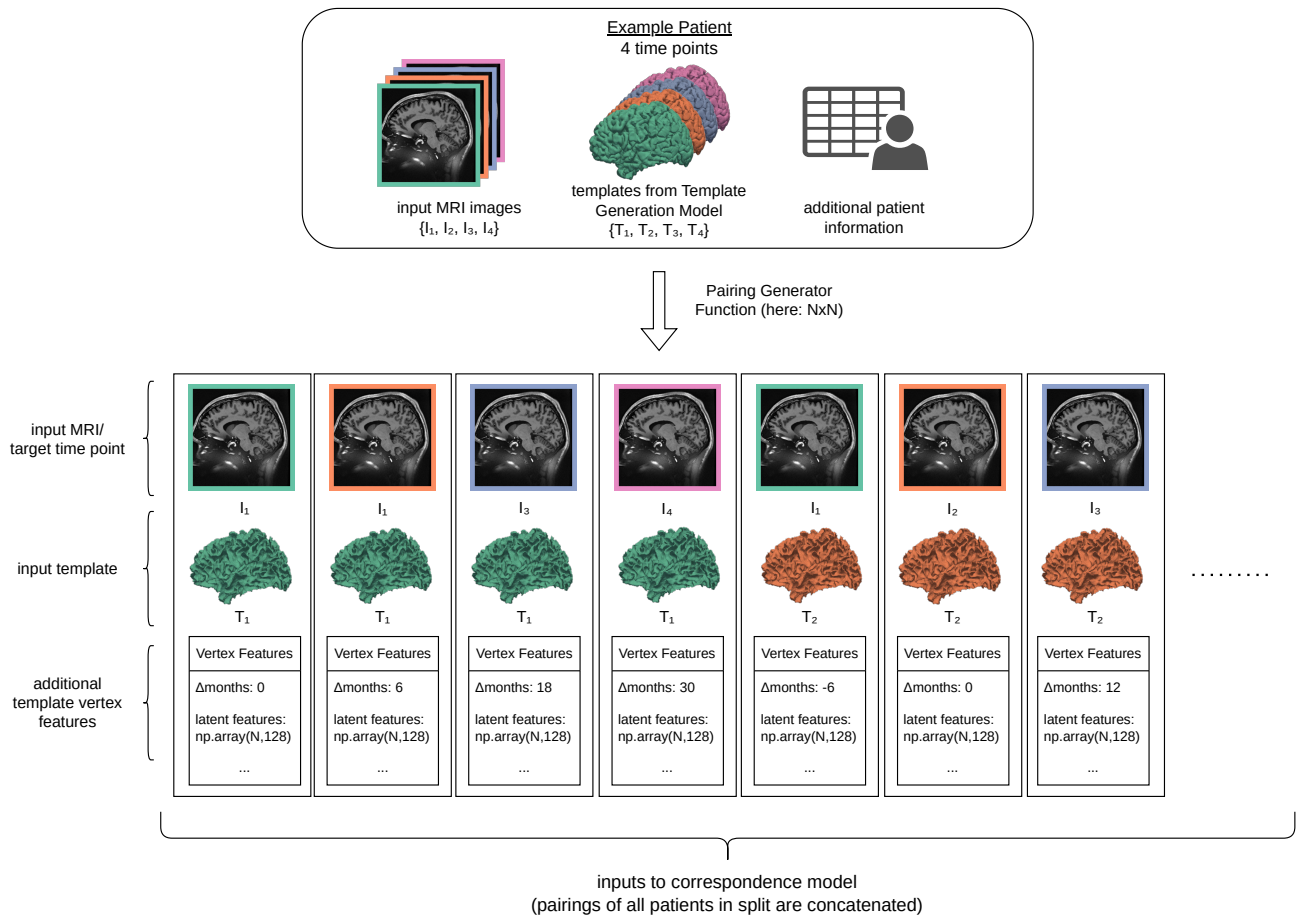 Example Patient
4 time points
input MRI images
{I₁, I₂, I₃, I₄}
templates from Template
Generation Model
{T₁, T₂, T₃, T₄}
additional patient
information
Pairing Generator
Function (here: NxN)
input MRI/
target time point
I₁
I₁
I₃
I₄
I₁
I₂
I₃
input template
T₁
T₁
T₁
T₁
T₂
T₂
T₂
additional
template vertex
features
Vertex Features
Δmonths: 0
latent features:
np.array(N,128)
...
Vertex Features
Δmonths: 6
latent features:
np.array(N,128)
...
Vertex Features
Δmonths: 18
latent features:
np.array(N,128)
...
Vertex Features
Δmonths: 30
latent features:
np.array(N,128)
...
Vertex Features
Δmonths: -6
latent features:
np.array(N,128)
...
Vertex Features
Δmonths: 0
latent features:
np.array(N,128)
...
Vertex Features
Δmonths: 12
latent features:
np.array(N,128)
...
.........
inputs to correspondence model
(pairings of all patients in split are concatenated)